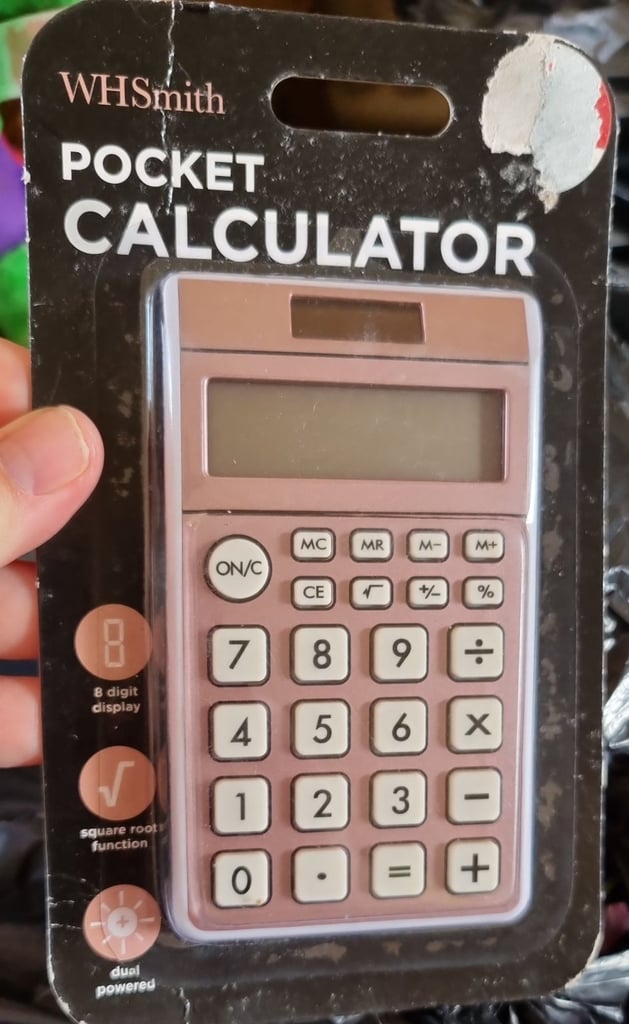 WHSmith
POCKET
CALCULATOR
MC MR M− M+
ON/C
CE √ +/− %
7 8 9 ÷
4 5 6 ×
1 2 3 −
0 . = +
8
8 digit
display
√
square root
function
+
dual
powered